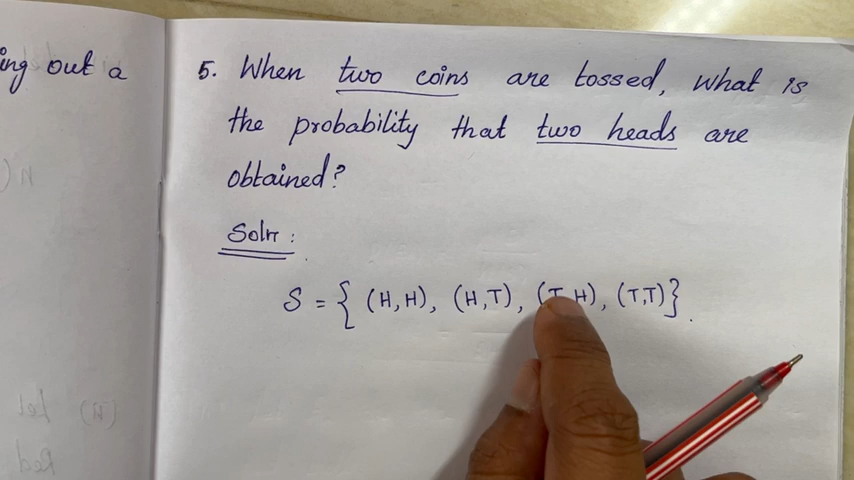 ing out a
5. When two coins are tossed, what is
the probability that two heads are
obtained?
Soln :
S = { (H,H), (H,T), (T,H), (T,T)}.